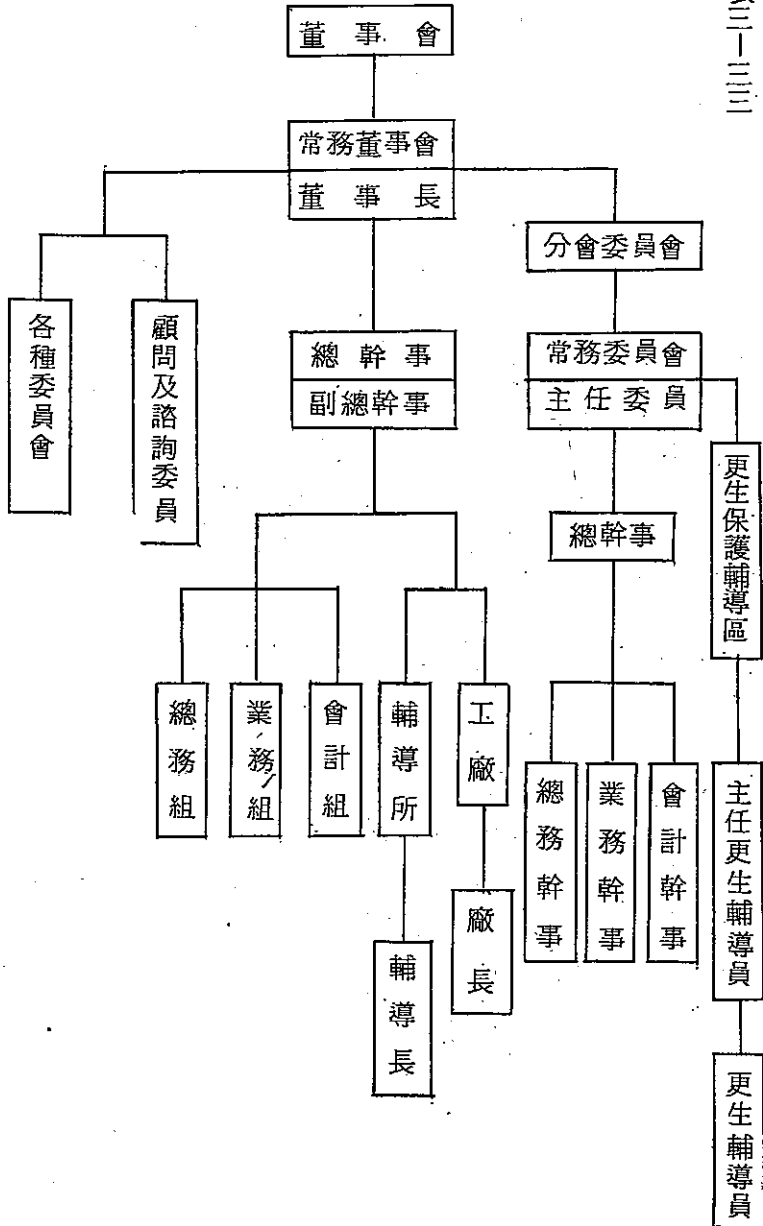 三─三三
董事會
常務董事會
董事長
分會委員會
各種委員會
顧問及諮詢委員
總幹事
副總幹事
常務委員會
主任委員
更生保護輔導區
總幹事
總務組
業務組
會計組
輔導所
工廠
總務幹事
業務幹事
會計幹事
主任更生輔導員
廠長
輔導長
更生輔導員